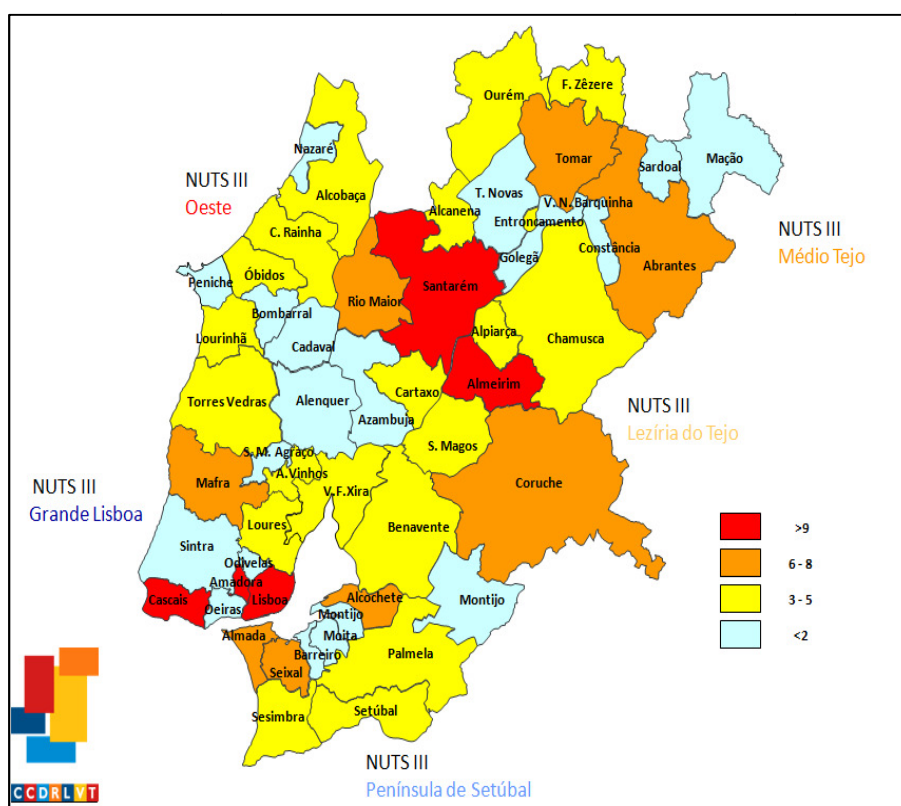 F. Zêzere
Ourém
Nazaré
Tomar
Sardoal
Mação
NUTS III
Oeste
Alcobaça
T. Novas
V. N. Barquinha
Alcanena
Entroncamento
C. Rainha
NUTS III
Médio Tejo
Constância
Golegã
Abrantes
Óbidos
Peniche
Santarém
Rio Maior
Bombarral
Lourinhã
Alpiarça
Chamusca
Cadaval
Almeirim
Cartaxo
Torres Vedras
Alenquer
Azambuja
NUTS III
Lezíria do Tejo
S. Magos
S. M. Agraço
A. Vinhos
Mafra
Coruche
NUTS III
Grande Lisboa
V. F. Xira
Loures
Benavente
Sintra
Odivelas
Amadora
Cascais
Lisboa
Oeiras
Alcochete
Montijo
Montijo
Almada
Moita
Barreiro
Palmela
Seixal
Setúbal
Sesimbra
>9
6 - 8
3 - 5
<2
NUTS III
Península de Setúbal
CCDRLVT